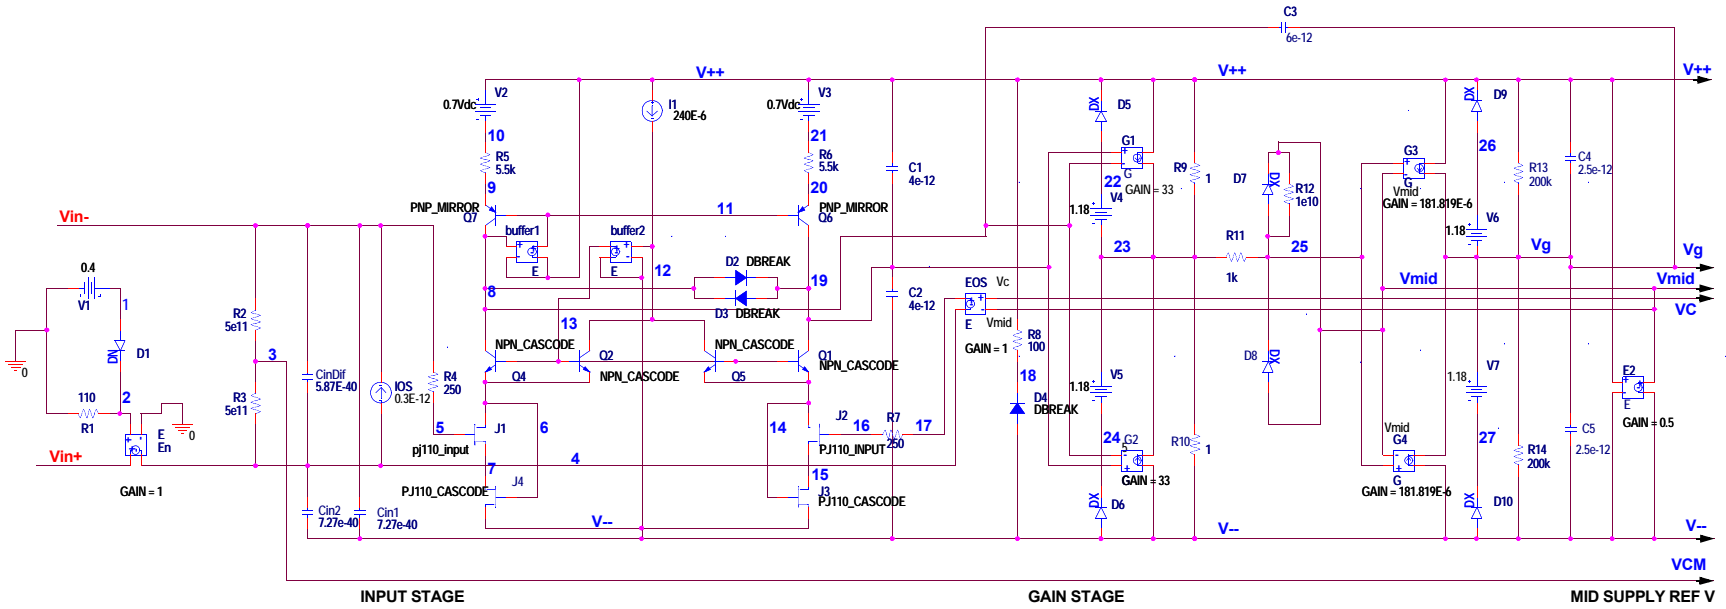 C3
6e-12
V++
V++
V++
V2
0.7Vdc
10
R5
5.5k
9
I1
240E-6
V3
0.7Vdc
21
R6
5.5k
20
PNP_MIRROR
Q7
11
PNP_MIRROR
Q6
C1
4e-12
DX
D5
G1
G
GAIN = 33
22
V4
1.18
R9
1
D7
DX
R12
1e10
G3
G
Vmid
GAIN = 181.819E-6
DX
D9
26
V6
1.18
R13
200k
C4
2.5e-12
Vin-
buffer1
E
buffer2
E
12
D2
DBREAK
D3
DBREAK
19
8
23
R11
1k
25
Vg
Vg
Vmid
Vmid
VC
0.4
V1
1
DN
D1
0
110
R1
2
0
E
En
Vin+
GAIN = 1
R2
5e11
3
R3
5e11
CinDif
5.87E-40
IOS
0.3E-12
R4
250
13
NPN_CASCODE
Q4
Q2
NPN_CASCODE
NPN_CASCODE
Q5
Q1
NPN_CASCODE
C2
4e-12
EOS
Vc
E
Vmid
GAIN = 1
R8
100
18
D4
DBREAK
V5
1.18
24
G2
5
GAIN = 33
R10
1
D8
DX
Vmid
G4
G
GAIN = 181.819E-6
V7
1.18
27
E2
E
GAIN = 0.5
5
J1
pj110_input
6
7
J4
PJ110_CASCODE
4
14
J2
16
R7
250
17
PJ110_INPUT
15
J3
PJ110_CASCODE
V--
Cin2
7.27e-40
Cin1
7.27e-40
DX
D6
DX
D10
R14
200k
C5
2.5e-12
V--
V--
VCM
INPUT STAGE
GAIN STAGE
MID SUPPLY REF V